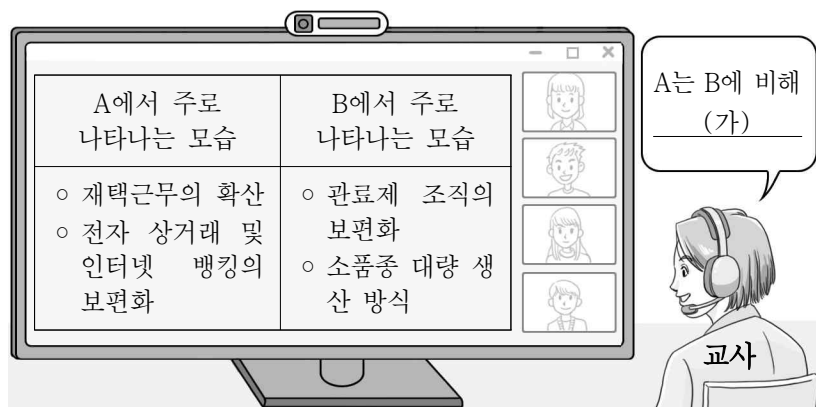 A에서 주로
나타나는 모습
B에서 주로
나타나는 모습
○ 재택근무의 확산
○ 전자 상거래 및
인터넷 뱅킹의
보편화
○ 관료제 조직의
보편화
○ 소품종 대량 생
산 방식
A는 B에 비해
(가)
교사